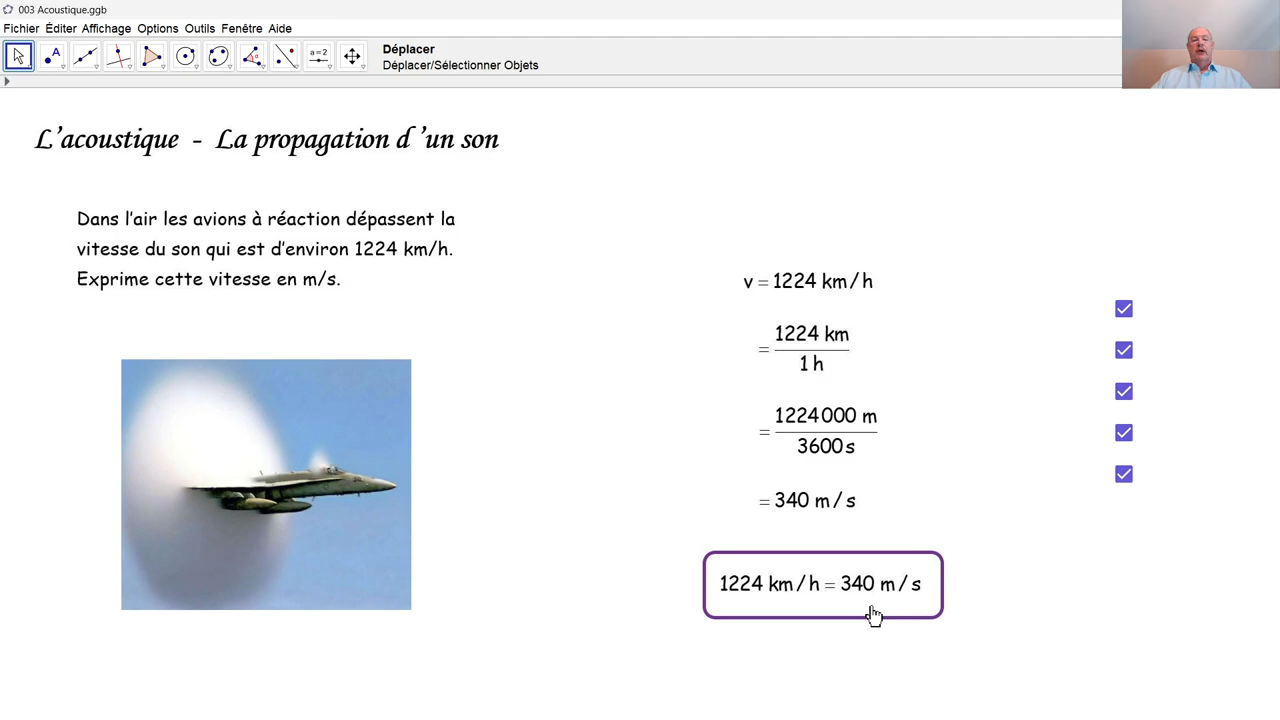 003 Acoustique.ggb
Fichier Éditer Affichage Options Outils Fenêtre Aide
A
a=2
Déplacer
Déplacer/Sélectionner Objets
L'acoustique - La propagation d 'un son
Dans l'air les avions à réaction dépassent la
vitesse du son qui est d'environ 1224 km/h.
Exprime cette vitesse en m/s.
v = 1224 km/h
= 1224 km
1 h
= 1224000 m
3600 s
= 340 m/s
1224 km/h = 340 m/s